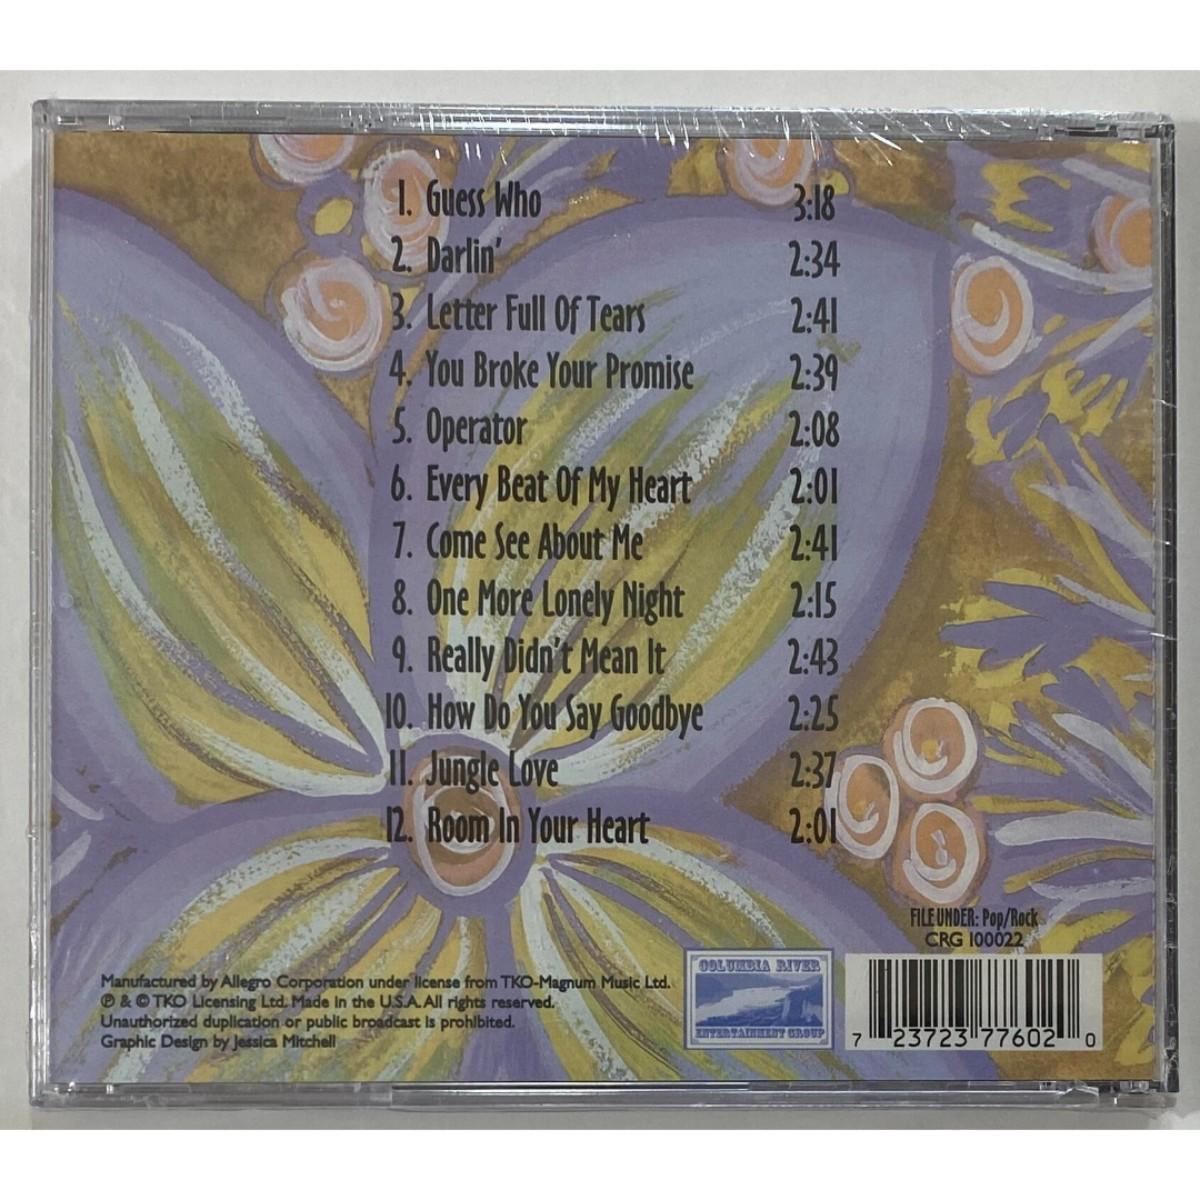 1. Guess Who 3:18
2. Darlin' 2:34
3. Letter Full Of Tears 2:41
4. You Broke Your Promise 2:39
5. Operator 2:08
6. Every Beat Of My Heart 2:01
7. Come See About Me 2:41
8. One More Lonely Night 2:15
9. Really Didn't Mean It 2:43
10. How Do You Say Goodbye 2:25
11. Jungle Love 2:37
12. Room In Your Heart 2:01
FILE UNDER: Pop/Rock
CRG 100022
Manufactured by Allegro Corporation under license from TKO-Magnum Music Ltd.
℗ & © TKO Licensing Ltd. Made in the U.S.A. All rights reserved.
Unauthorized duplication or public broadcast is prohibited.
Graphic Design by Jessica Mitchell
COLUMBIA RIVER
ENTERTAINMENT GROUP
7 23723 77602 0